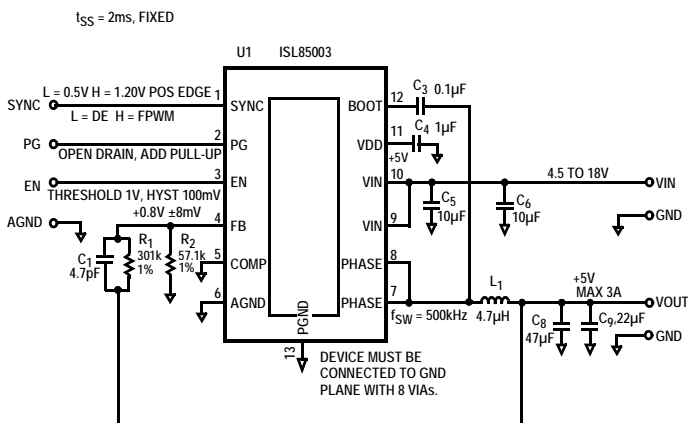 tSS = 2ms, FIXED
U1 ISL85003
L = 0.5V H = 1.20V POS EDGE
SYNC
L = DE H = FPWM
1
SYNC
PG
2
PG
OPEN DRAIN, ADD PULL-UP
EN
3
EN
THRESHOLD 1V, HYST 100mV
AGND
+0.8V ±8mV
4
FB
C1
4.7pF
R1
301k
1%
R2
57.1k
1%
5
COMP
6
AGND
PGND
13
BOOT
12
C3 0.1µF
VDD
11
C4 1µF
+5V
VIN
10
4.5 TO 18V
VIN
GND
C5
10µF
C6
10µF
VIN
9
PHASE
8
PHASE
7
L1
4.7µH
fSW = 500kHz
+5V
MAX 3A
VOUT
C8
47µF
C9,22µF
GND
DEVICE MUST BE
CONNECTED TO GND
PLANE WITH 8 VIAs.